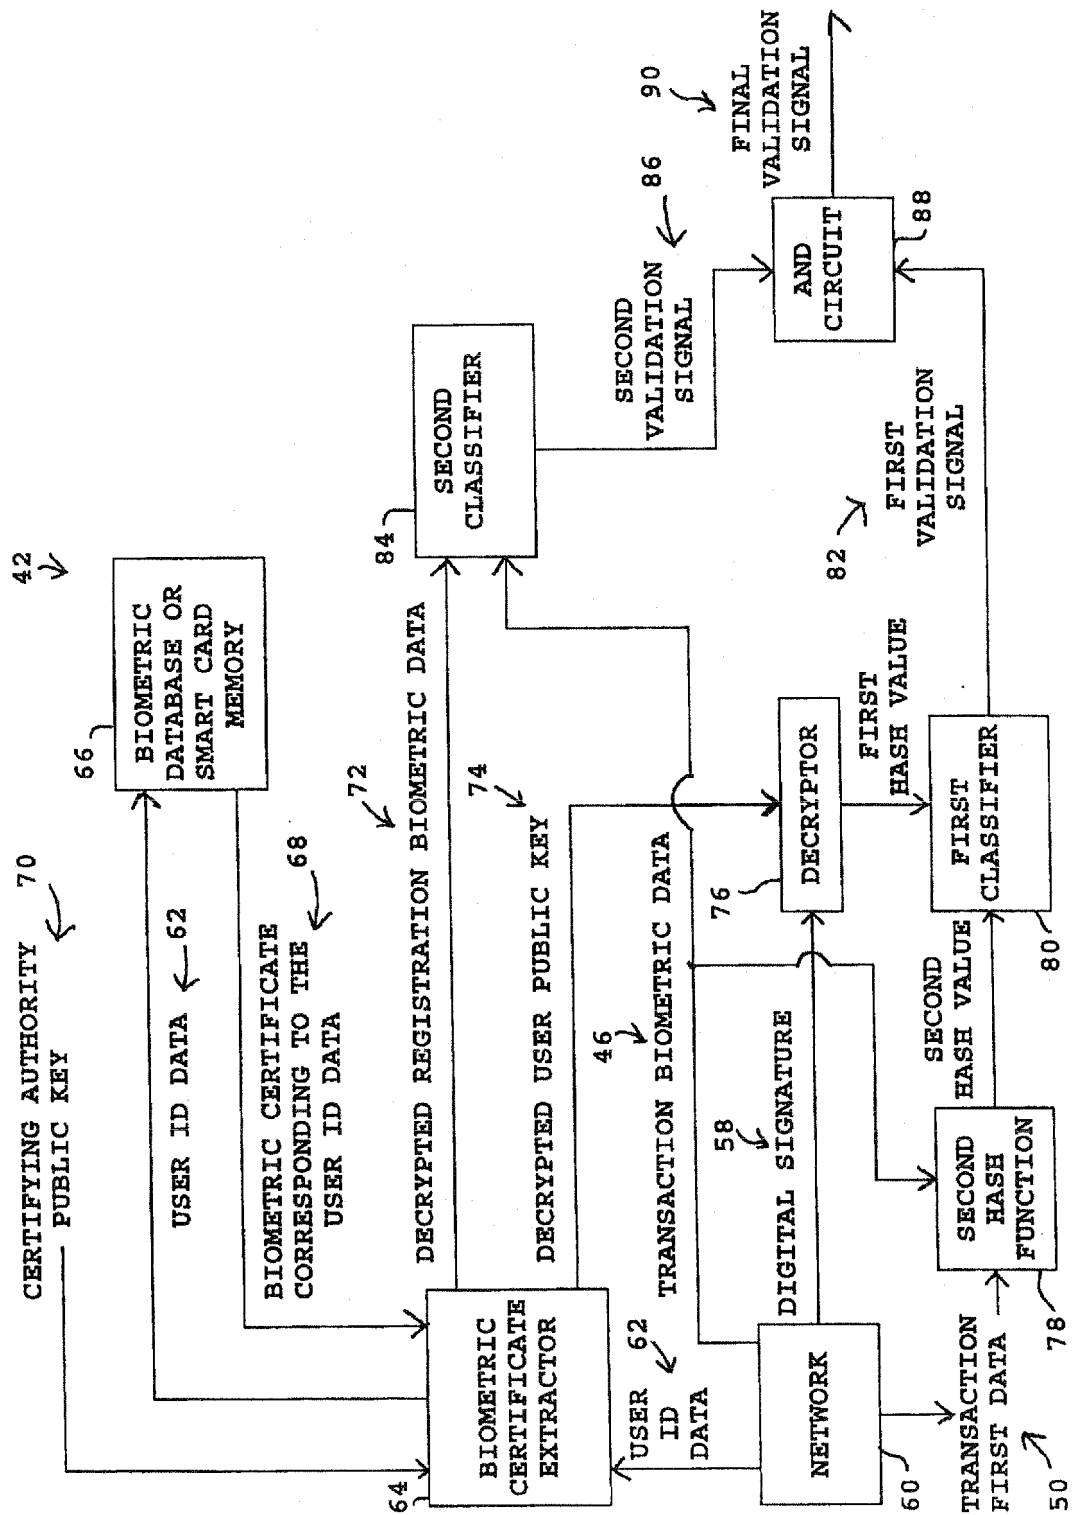 CERTIFYING AUTHORITY
PUBLIC KEY
70
42
66
BIOMETRIC
DATABASE OR
SMART CARD
MEMORY
USER ID DATA
62
BIOMETRIC CERTIFICATE
CORRESPONDING TO THE
USER ID DATA
68
64
BIOMETRIC
CERTIFICATE
EXTRACTOR
DECRYPTED REGISTRATION BIOMETRIC DATA
72
DECRYPTED USER PUBLIC KEY
74
84
SECOND
CLASSIFIER
SECOND
VALIDATION
SIGNAL
86
USER
ID
DATA
62
46
TRANSACTION BIOMETRIC DATA
58
DIGITAL SIGNATURE
76
DECRYPTOR
FINAL
VALIDATION
SIGNAL
90
AND
CIRCUIT
88
NETWORK
60
FIRST
HASH VALUE
82
FIRST
VALIDATION
SIGNAL
SECOND
HASH VALUE
FIRST
CLASSIFIER
80
SECOND
HASH
FUNCTION
78
TRANSACTION
FIRST DATA
50